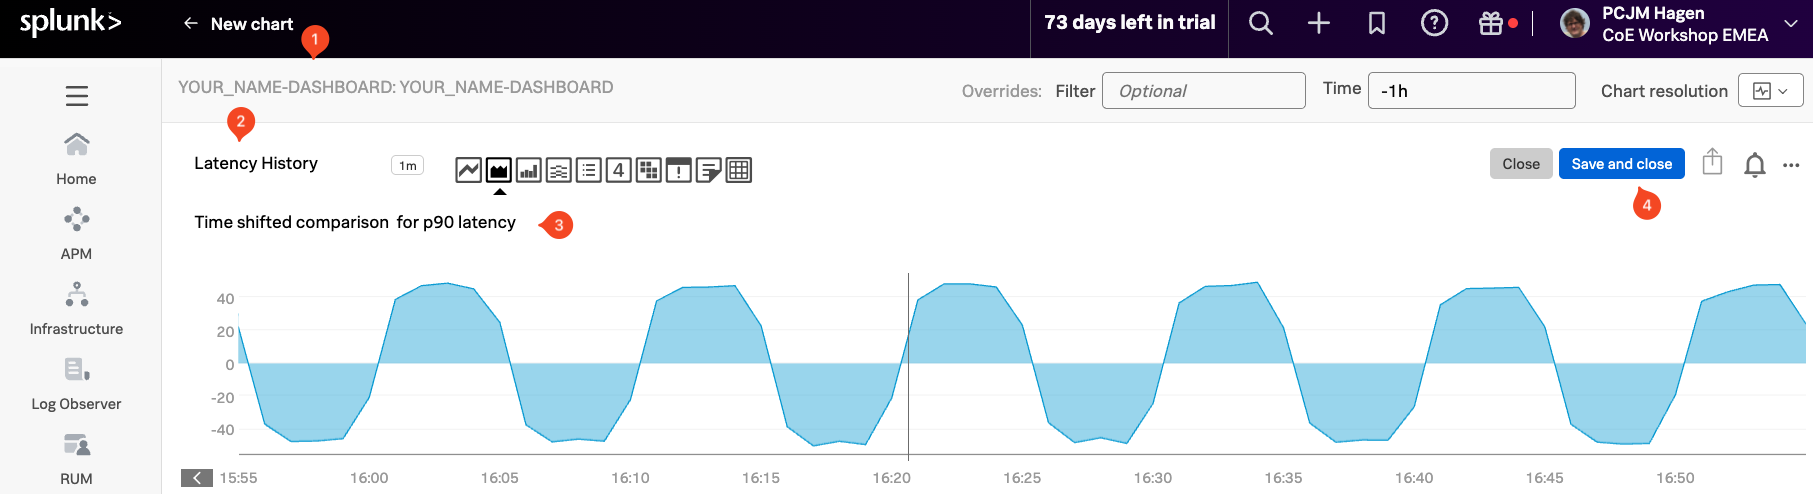 splunk>
New chart
73 days left in trial
PCJM Hagen
CoE Workshop EMEA
1
YOUR_NAME-DASHBOARD: YOUR_NAME-DASHBOARD
Overrides: Filter Optional Time -1h Chart resolution
2
Latency History 1m 4 ! Close Save and close ...
4
Time shifted comparison for p90 latency 3
Home
APM
Infrastructure
Log Observer
RUM
40
20
0
-20
-40
15:55 16:00 16:05 16:10 16:15 16:20 16:25 16:30 16:35 16:40 16:45 16:50